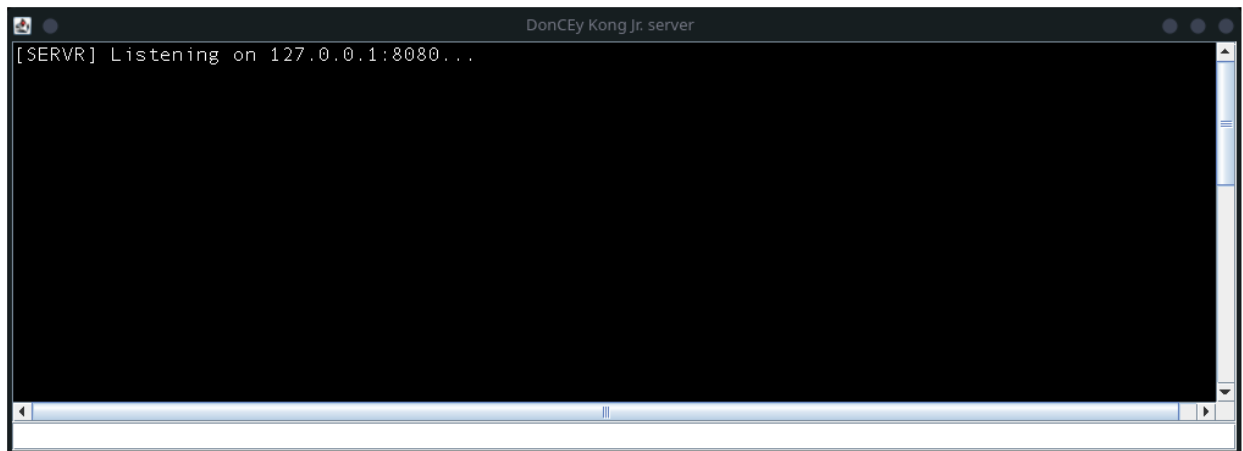 DonCEy Kong Jr. server
[SERVR] Listening on 127.0.0.1:8080...